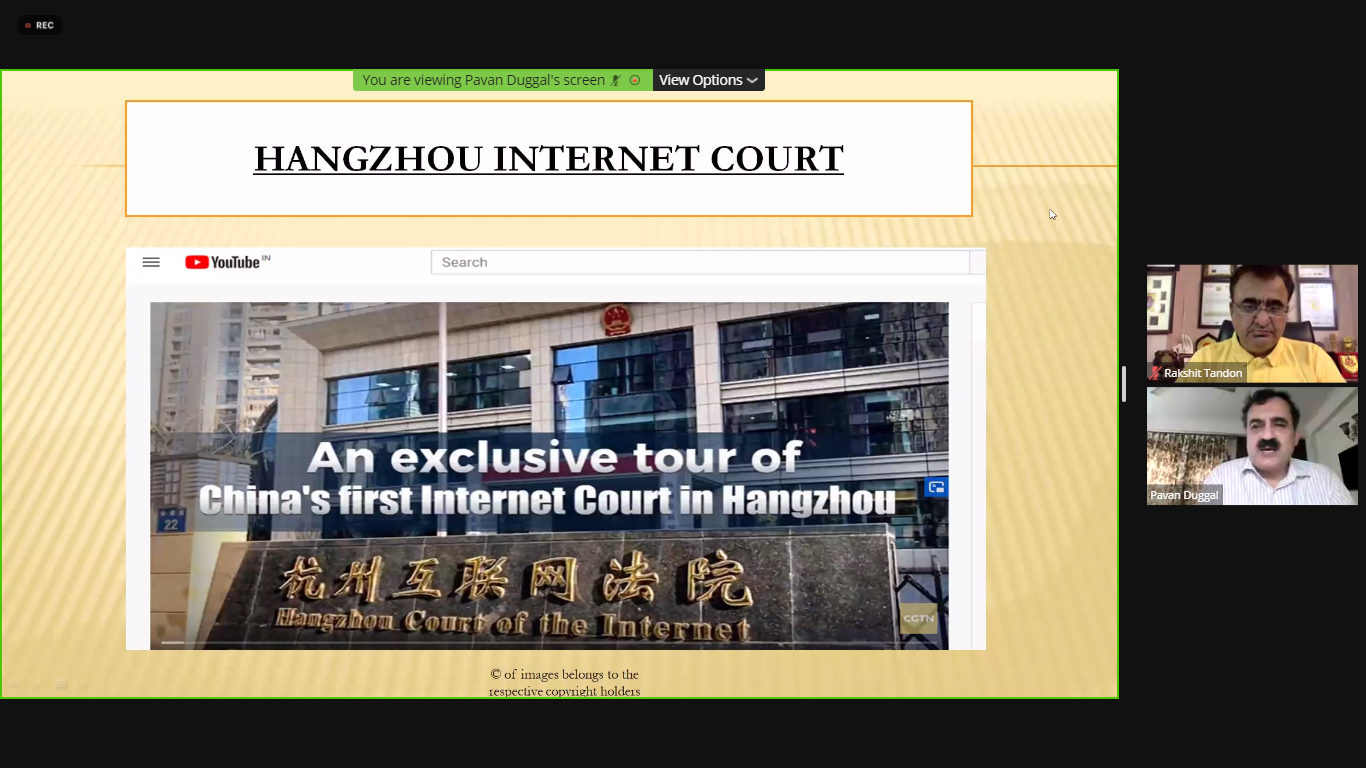 REC
You are viewing Pavan Duggal's screen
View Options
HANGZHOU INTERNET COURT
YouTube IN
Search
An exclusive tour of
China's first Internet Court in Hangzhou
22
杭州互联网法院
Hangzhou Court of the Internet
CGTN
© of images belongs to the
respective copyright holders
Rakshit Tandon
Pavan Duggal